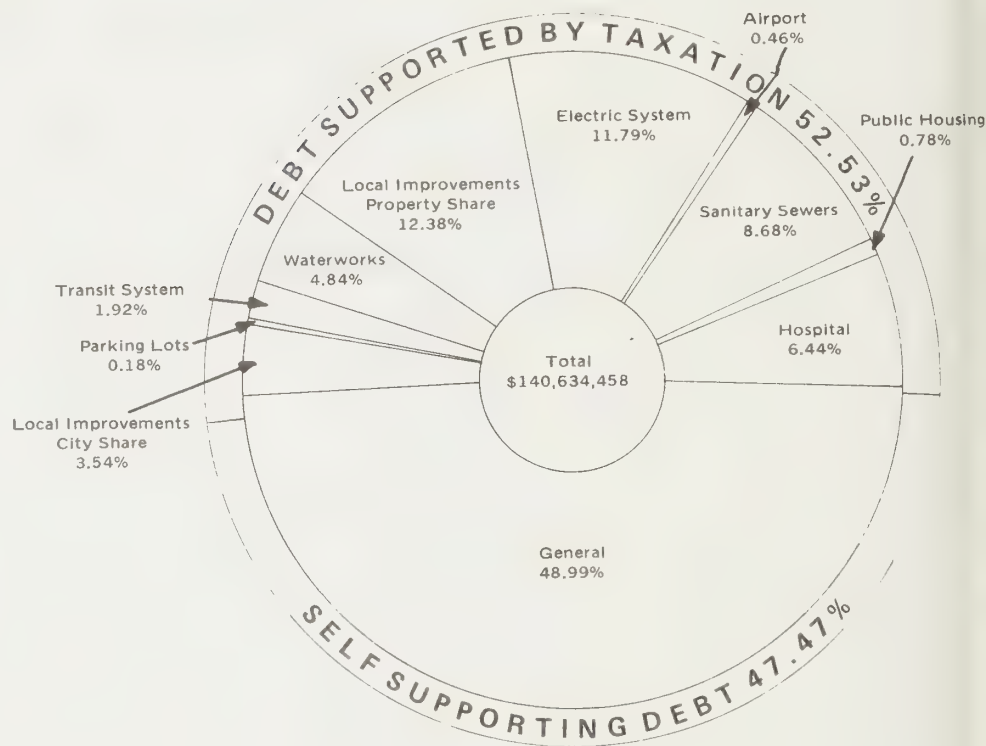 DEBT SUPPORTED BY TAXATION 52.53%
Airport
0.46%
Public Housing
0.78%
Electric System
11.79%
Sanitary Sewers
8.68%
Local Improvements
Property Share
12.38%
Waterworks
4.84%
Transit System
1.92%
Parking Lots
0.18%
Hospital
6.44%
Total
$140,634,458
Local Improvements
City Share
3.54%
General
48.99%
SELF SUPPORTING DEBT 47.47%